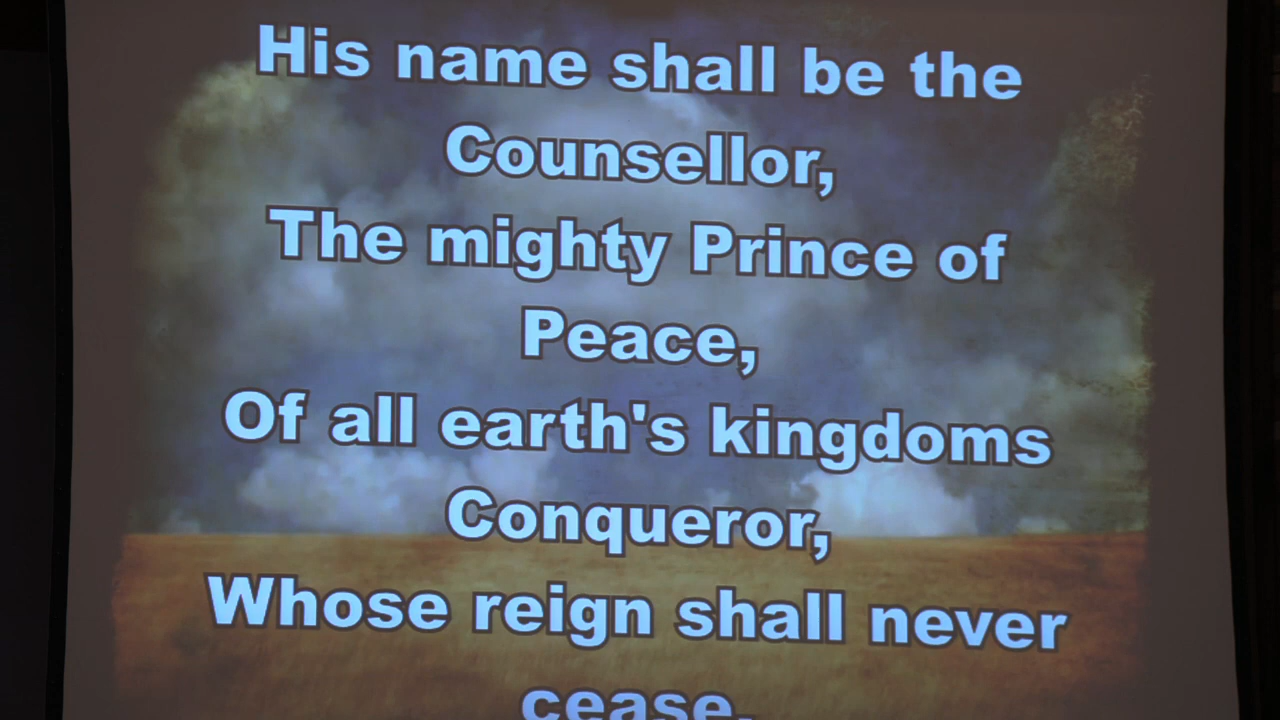 His name shall be the
Counsellor,
The mighty Prince of
Peace,
Of all earth's kingdoms
Conqueror,
Whose reign shall never
cease.